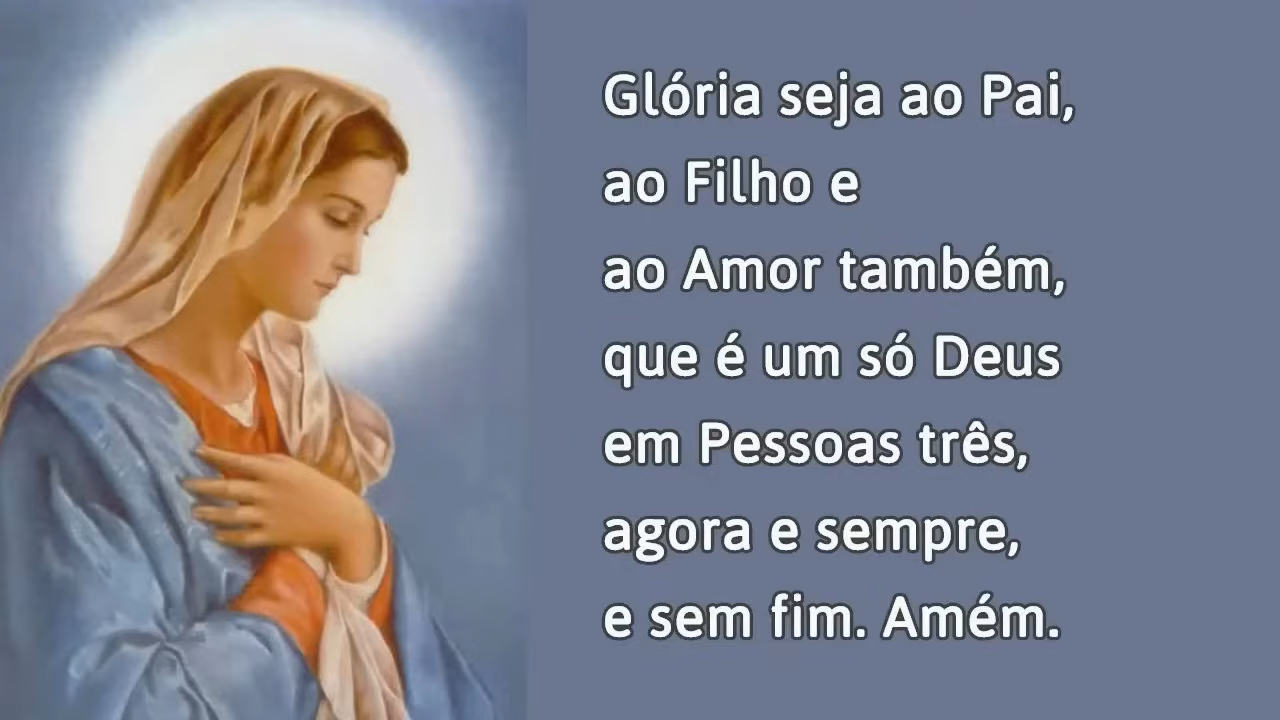 Glória seja ao Pai,
ao Filho e
ao Amor também,
que é um só Deus
em Pessoas três,
agora e sempre,
e sem fim. Amém.